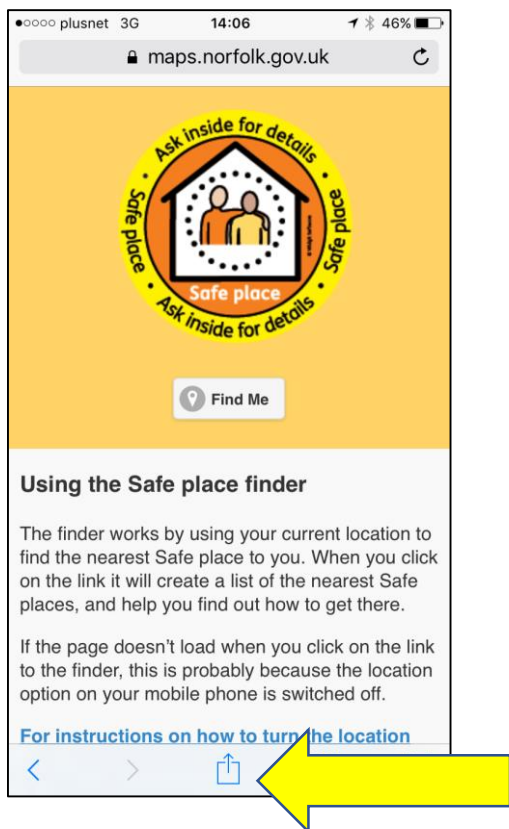 plusnet 3G 14:06 46%
maps.norfolk.gov.uk
Ask inside for details
Safe place
Safe place
Safe place
Ask inside for details
Find Me
Using the Safe place finder
The finder works by using your current location to
find the nearest Safe place to you. When you click
on the link it will create a list of the nearest Safe
places, and help you find out how to get there.
If the page doesn’t load when you click on the link
to the finder, this is probably because the location
option on your mobile phone is switched off.
For instructions on how to turn the location